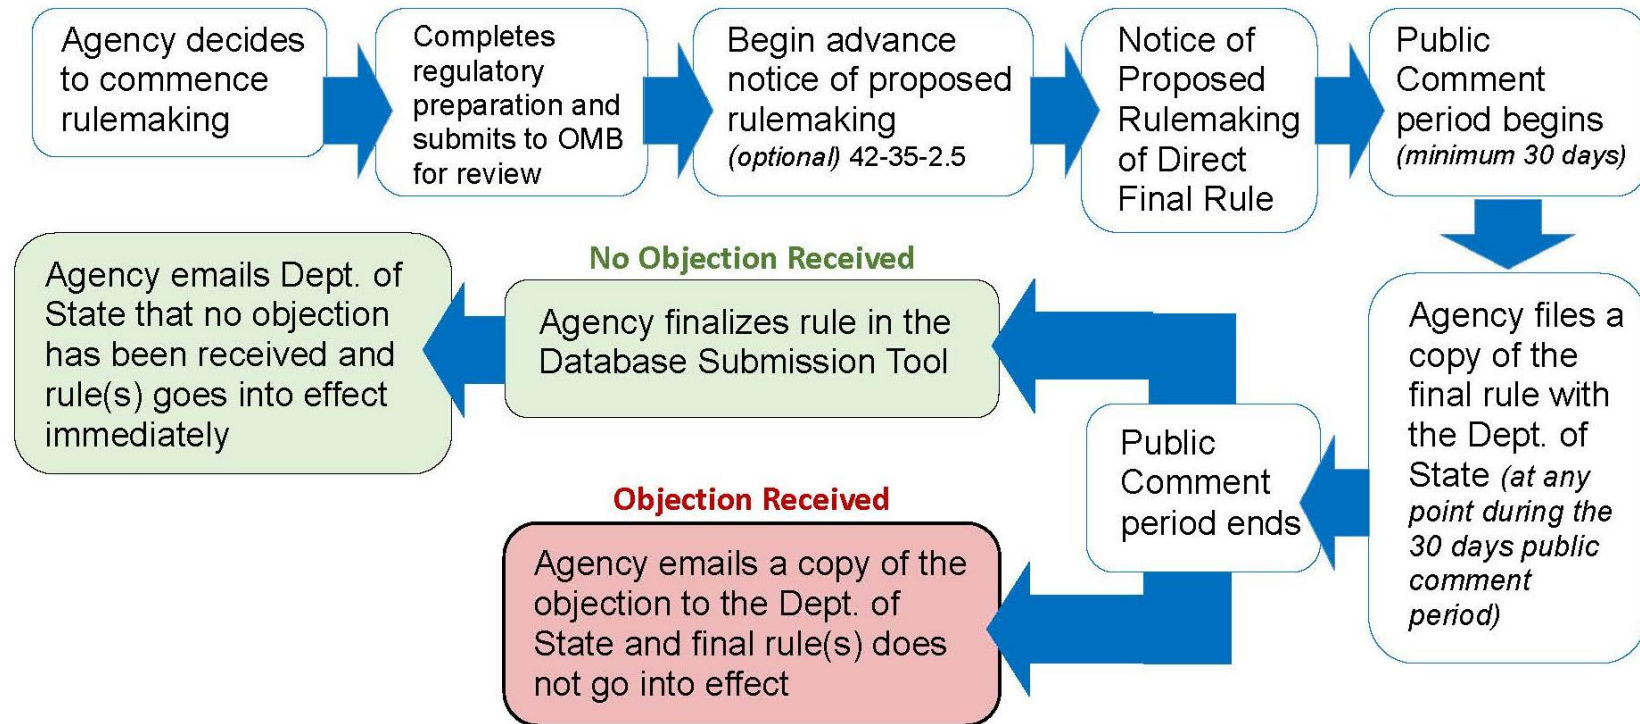 Agency decides
to commence
rulemaking
Completes
regulatory
preparation and
submits to OMB
for review
Begin advance
notice of proposed
rulemaking
(optional) 42-35-2.5
Notice of
Proposed
Rulemaking
of Direct
Final Rule
Public
Comment
period begins
(minimum 30 days)
Agency files a
copy of the
final rule with
the Dept. of
State (at any
point during the
30 days public
comment
period)
Public
Comment
period ends
No Objection Received
Agency finalizes rule in the
Database Submission Tool
Agency emails Dept. of
State that no objection
has been received and
rule(s) goes into effect
immediately
Objection Received
Agency emails a copy of the
objection to the Dept. of
State and final rule(s) does
not go into effect